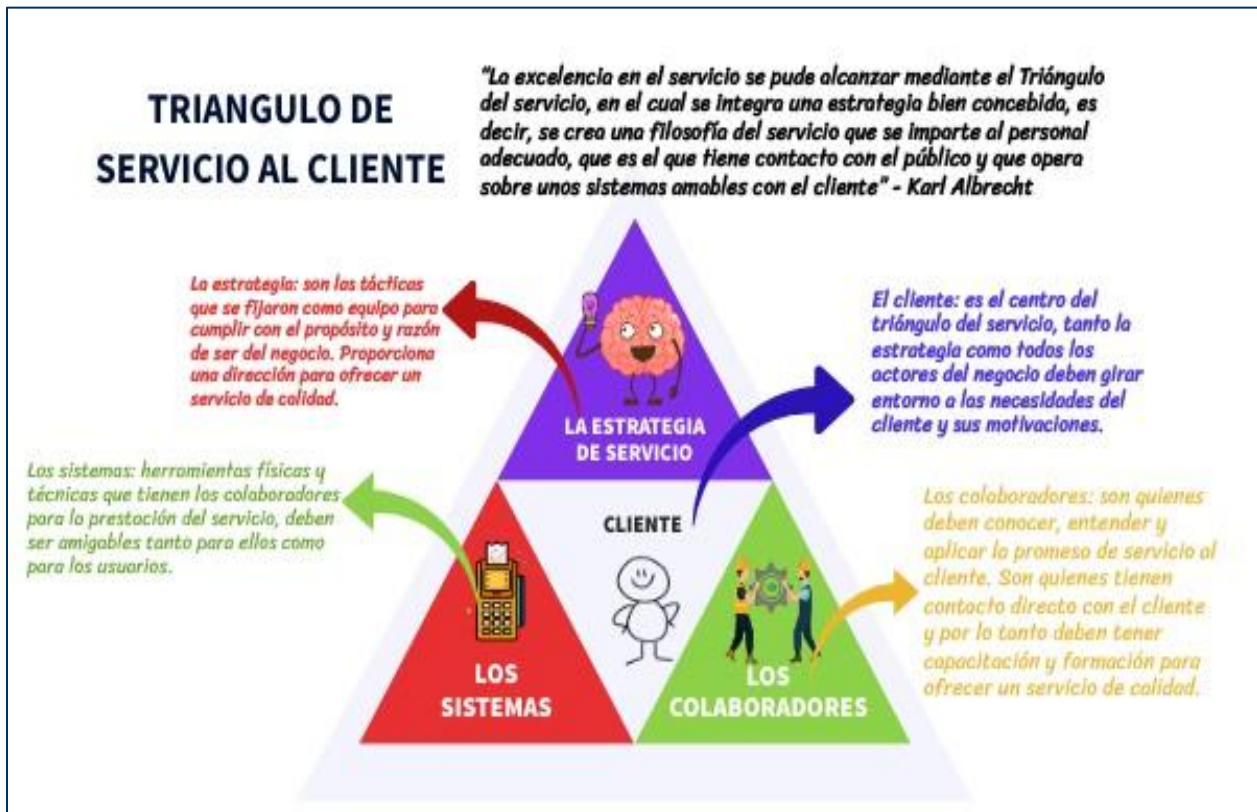 TRIANGULO DE
SERVICIO AL CLIENTE
"La excelencia en el servicio se pude alcanzar mediante el Triángulo
del servicio, en el cual se integra una estrategia bien concebida, es
decir, se crea una filosofía del servicio que se imparte al personal
adecuado, que es el que tiene contacto con el público y que opera
sobre unos sistemas amables con el cliente" - Karl Albrecht
La estrategia: son las tácticas
que se fijaron como equipo para
cumplir con el propósito y razón
de ser del negocio. Proporciona
una dirección para ofrecer un
servicio de calidad.
El cliente: es el centro del
triángulo del servicio, tanto la
estrategia como todos los
actores del negocio deben girar
entorno a las necesidades del
cliente y sus motivaciones.
LA ESTRATEGIA
DE SERVICIO
Los sistemas: herramientas físicas y
técnicas que tienen los colaboradores
para la prestación del servicio, deben
ser amigables tanto para ellos como
para los usuarios.
CLIENTE
Los colaboradores: son quienes
deben conocer, entender y
aplicar la promesa de servicio al
cliente. Son quienes tienen
contacto directo con el cliente
y por lo tanto deben tener
capacitación y formación para
ofrecer un servicio de calidad.
LOS
SISTEMAS
LOS
COLABORADORES